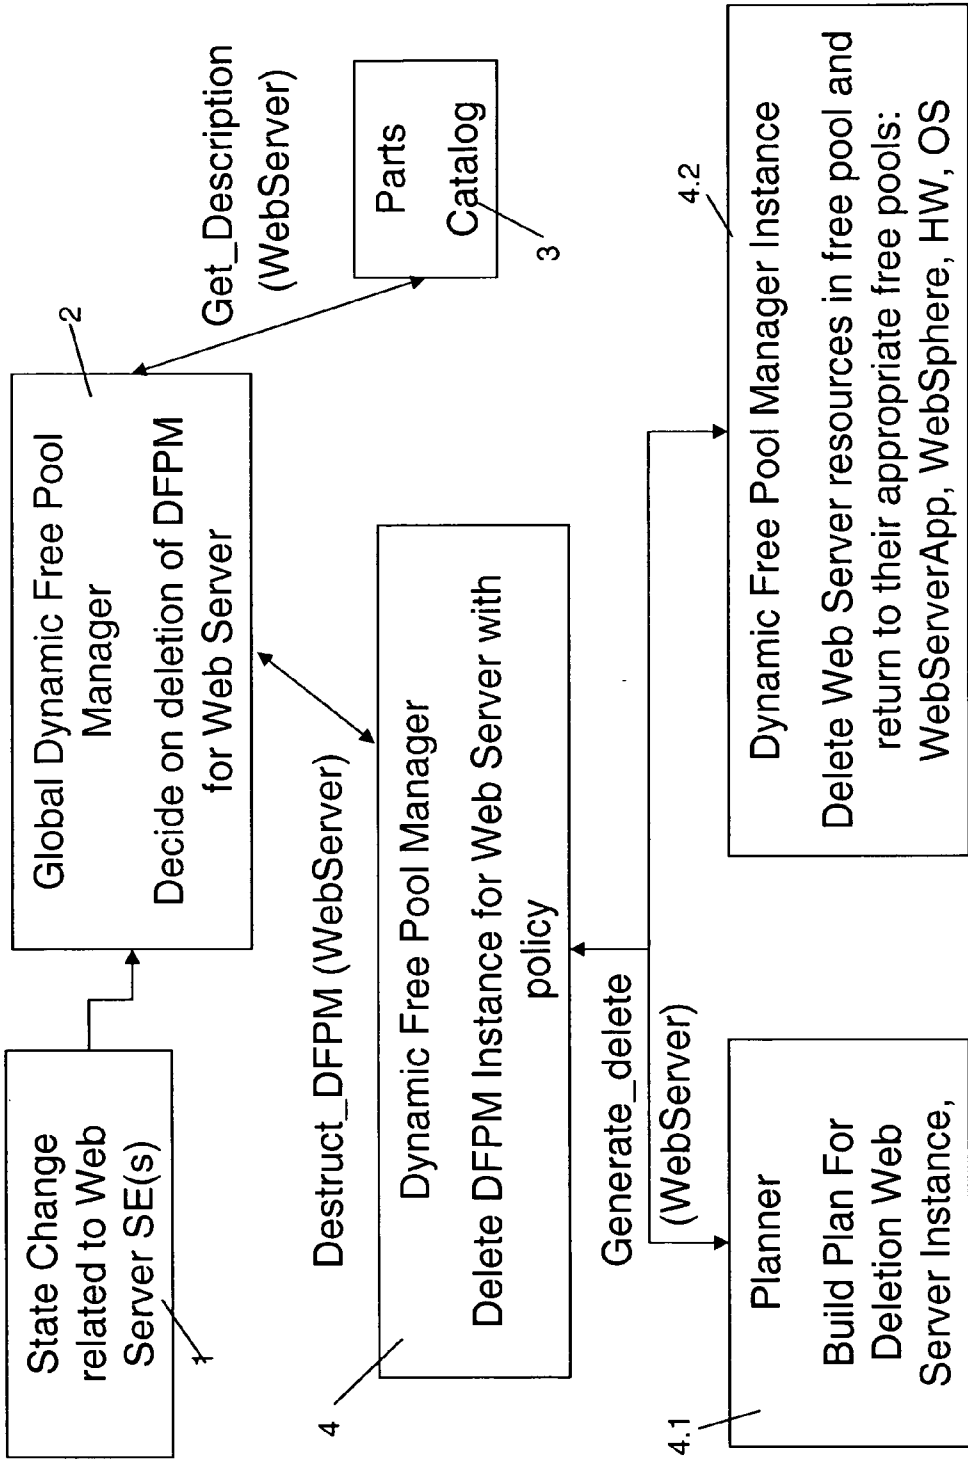 State Change
related to Web
Server SE(s)
1
Global Dynamic Free Pool
Manager
Decide on deletion of DFPM
for Web Server
2
Get_Description
(WebServer)
Parts
Catalog
3
Destruct_DFPM (WebServer)
Dynamic Free Pool Manager
Delete DFPM Instance for Web Server with
policy
4
Generate_delete
(WebServer)
Planner
Build Plan For
Deletion Web
Server Instance,
4.1
Dynamic Free Pool Manager Instance
Delete Web Server resources in free pool and
return to their appropriate free pools:
WebServerApp, WebSphere, HW, OS
4.2